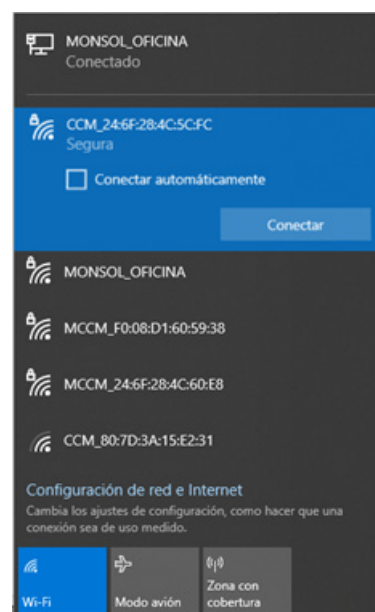 MONSOL_OFICINA
Conectado
CCM_24:6F:28:4C:5C:FC
Segura
Conectar automáticamente
Conectar
MONSOL_OFICINA
MCCM_F0:08:D1:60:59:38
MCCM_24:6F:28:4C:60:E8
CCM_80:7D:3A:15:E2:31
Configuración de red e Internet
Cambia los ajustes de configuración, como hacer que una
conexión sea de uso medido.
Wi-Fi
Modo avión
Zona con
cobertura